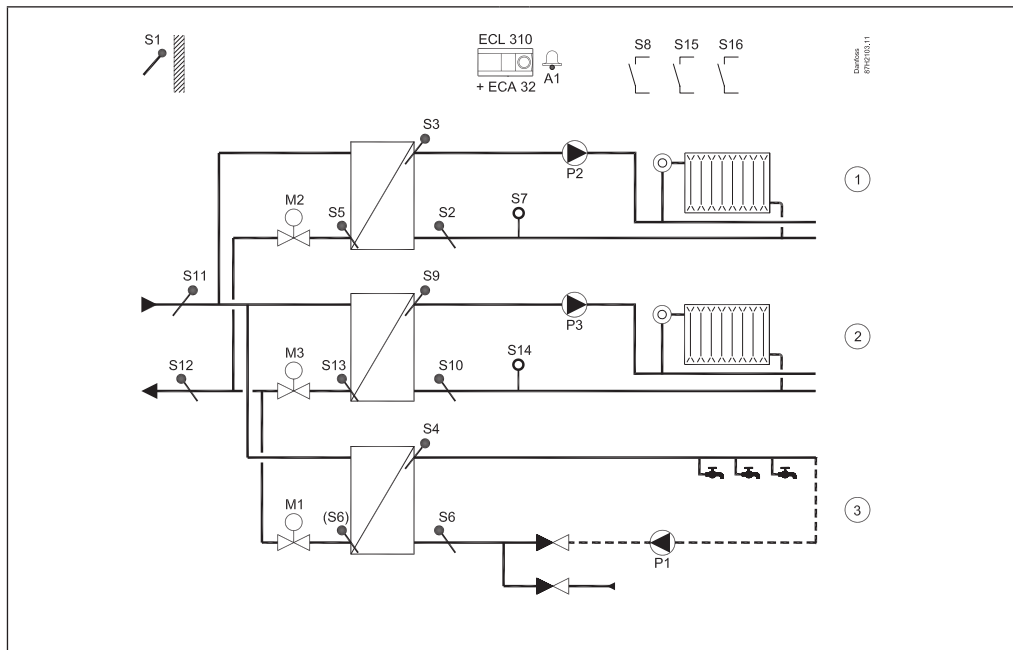 S1
ECL 310
+ ECA 32
A1
S8 S15 S16
Danfoss
87H2103.11
S3
P2
1
M2
S5
S2
S7
S11
S9
P3
2
S12
M3
S13
S10
S14
S4
M1
(S6)
S6
P1
3